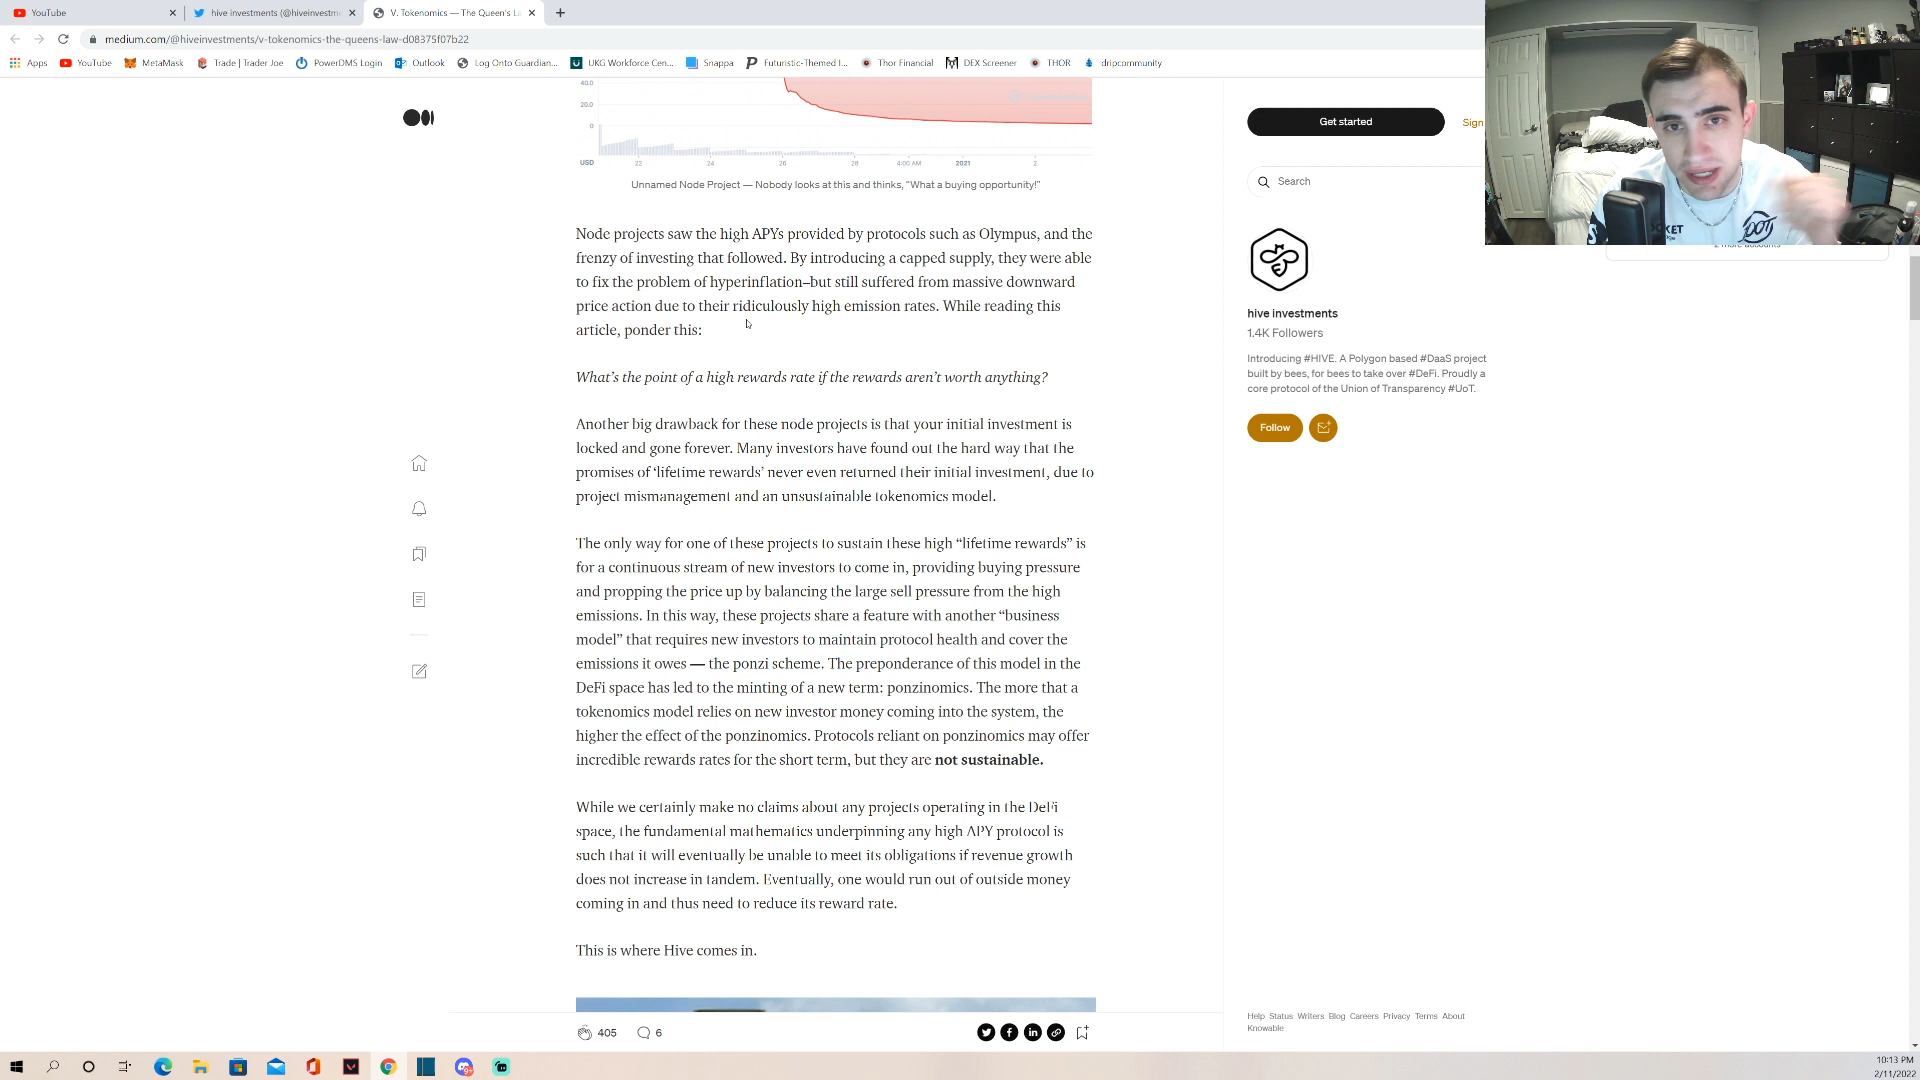 YouTube
hive investments (@hiveinvestm
V. Tokenomics — The Queen's La
medium.com/@hiveinvestments/v-tokenomics-the-queens-law-d08375f07b22
Apps
YouTube
MetaMask
Trade | Trader Joe
PowerDMS Login
Outlook
Log Onto Guardian...
UKG Workforce Cen...
Snappa
Futuristic-Themed I...
Thor Financial
DEX Screener
THOR
dripcommunity
40.0
20.0
0
USD
22
24
26
28
4:00 AM
2021
2
Unnamed Node Project — Nobody looks at this and thinks, "What a buying opportunity!"
Node projects saw the high APYs provided by protocols such as Olympus, and the
frenzy of investing that followed. By introducing a capped supply, they were able
to fix the problem of hyperinflation–but still suffered from massive downward
price action due to their ridiculously high emission rates. While reading this
article, ponder this:
What's the point of a high rewards rate if the rewards aren't worth anything?
Another big drawback for these node projects is that your initial investment is
locked and gone forever. Many investors have found out the hard way that the
promises of 'lifetime rewards' never even returned their initial investment, due to
project mismanagement and an unsustainable tokenomics model.
The only way for one of these projects to sustain these high “lifetime rewards” is
for a continuous stream of new investors to come in, providing buying pressure
and propping the price up by balancing the large sell pressure from the high
emissions. In this way, these projects share a feature with another “business
model” that requires new investors to maintain protocol health and cover the
emissions it owes — the ponzi scheme. The preponderance of this model in the
DeFi space has led to the minting of a new term: ponzinomics. The more that a
tokenomics model relies on new investor money coming into the system, the
higher the effect of the ponzinomics. Protocols reliant on ponzinomics may offer
incredible rewards rates for the short term, but they are not sustainable.
While we certainly make no claims about any projects operating in the DeFi
space, the fundamental mathematics underpinning any high APY protocol is
such that it will eventually be unable to meet its obligations if revenue growth
does not increase in tandem. Eventually, one would run out of outside money
coming in and thus need to reduce its reward rate.
This is where Hive comes in.
405
6
Get started
Sign
Search
hive investments
1.4K Followers
Introducing #HIVE. A Polygon based #DaaS project
built by bees, for bees to take over #DeFi. Proudly a
core protocol of the Union of Transparency #UoT.
Follow
Help Status Writers Blog Careers Privacy Terms About
Knowable
10:13 PM
2/11/2022